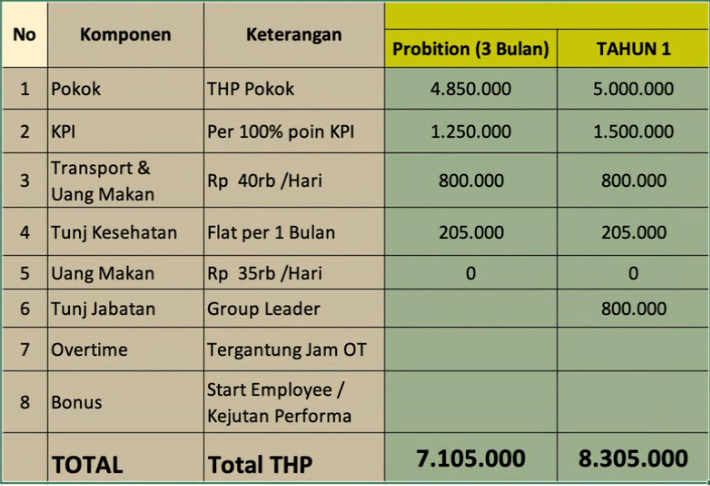 No Komponen Keterangan Probition (3 Bulan) TAHUN 1
1 Pokok THP Pokok 4.850.000 5.000.000
2 KPI Per 100% poin KPI 1.250.000 1.500.000
3 Transport & Uang Makan Rp 40rb /Hari 800.000 800.000
4 Tunj Kesehatan Flat per 1 Bulan 205.000 205.000
5 Uang Makan Rp 35rb /Hari 0 0
6 Tunj Jabatan Group Leader 800.000
7 Overtime Tergantung Jam OT
8 Bonus Start Employee / Kejutan Performa
TOTAL Total THP 7.105.000 8.305.000